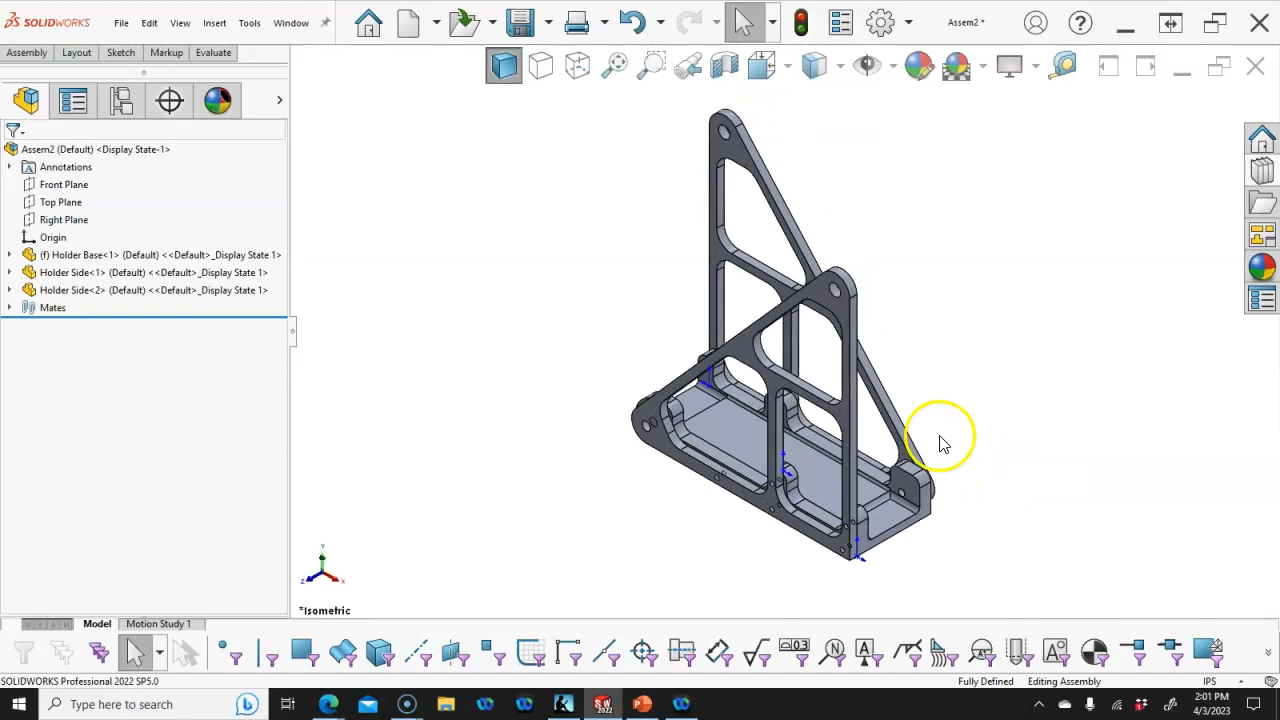 SOLIDWORKS File Edit View Insert Tools Window Assem2 *
Assembly Layout Sketch Markup Evaluate
Assem2 (Default) <Display State-1>
Annotations
Front Plane
Top Plane
Right Plane
Origin
(f) Holder Base<1> (Default) <<Default>_Display State 1>
Holder Side<1> (Default) <<Default>_Display State 1>
Holder Side<2> (Default) <<Default>_Display State 1>
Mates
Y
Z X
*Isometric
Model Motion Study 1
SOLIDWORKS Professional 2022 SP5.0 Fully Defined Editing Assembly IPS
Type here to search
2:01 PM
4/3/2023